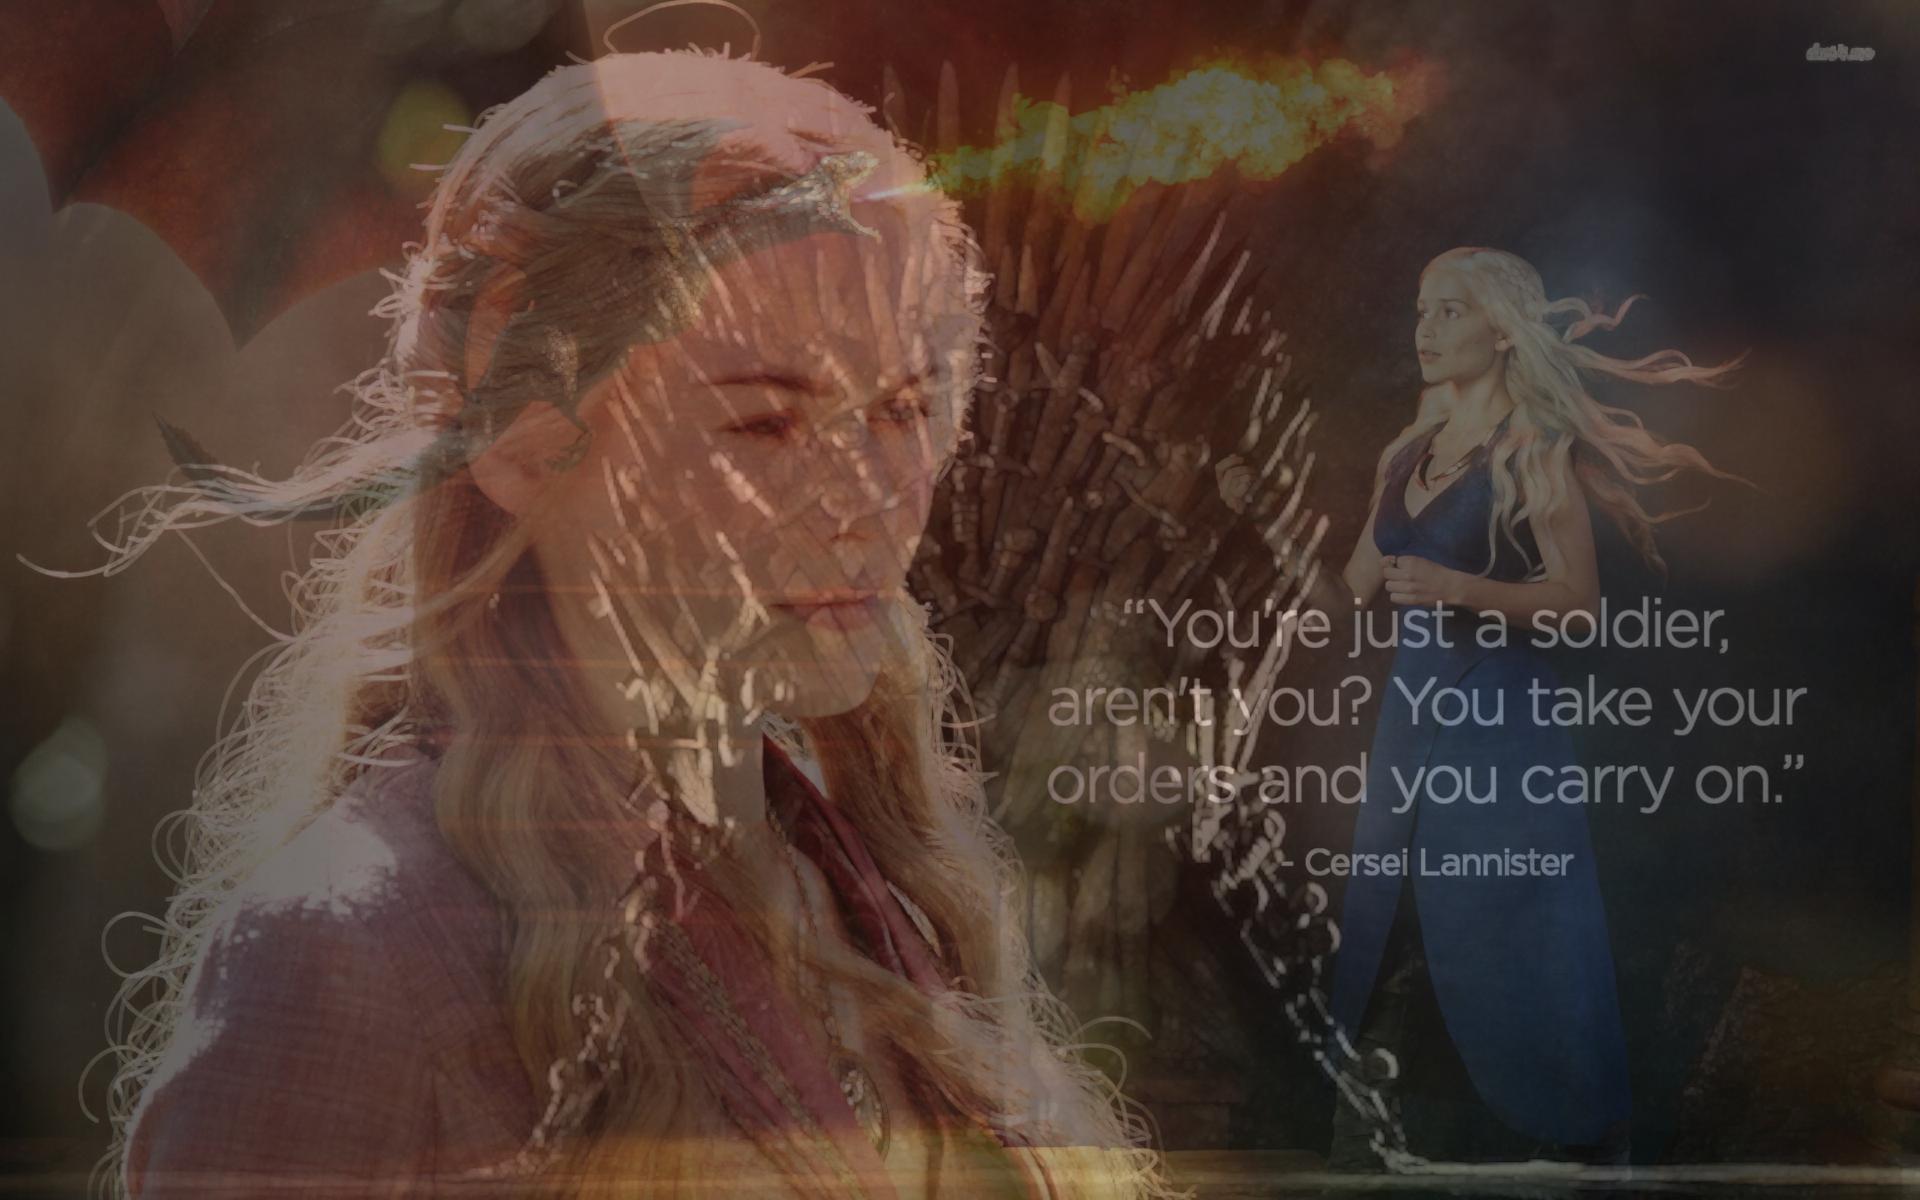 “You're just a soldier,
aren't you? You take your
orders and you carry on.”
- Cersei Lannister